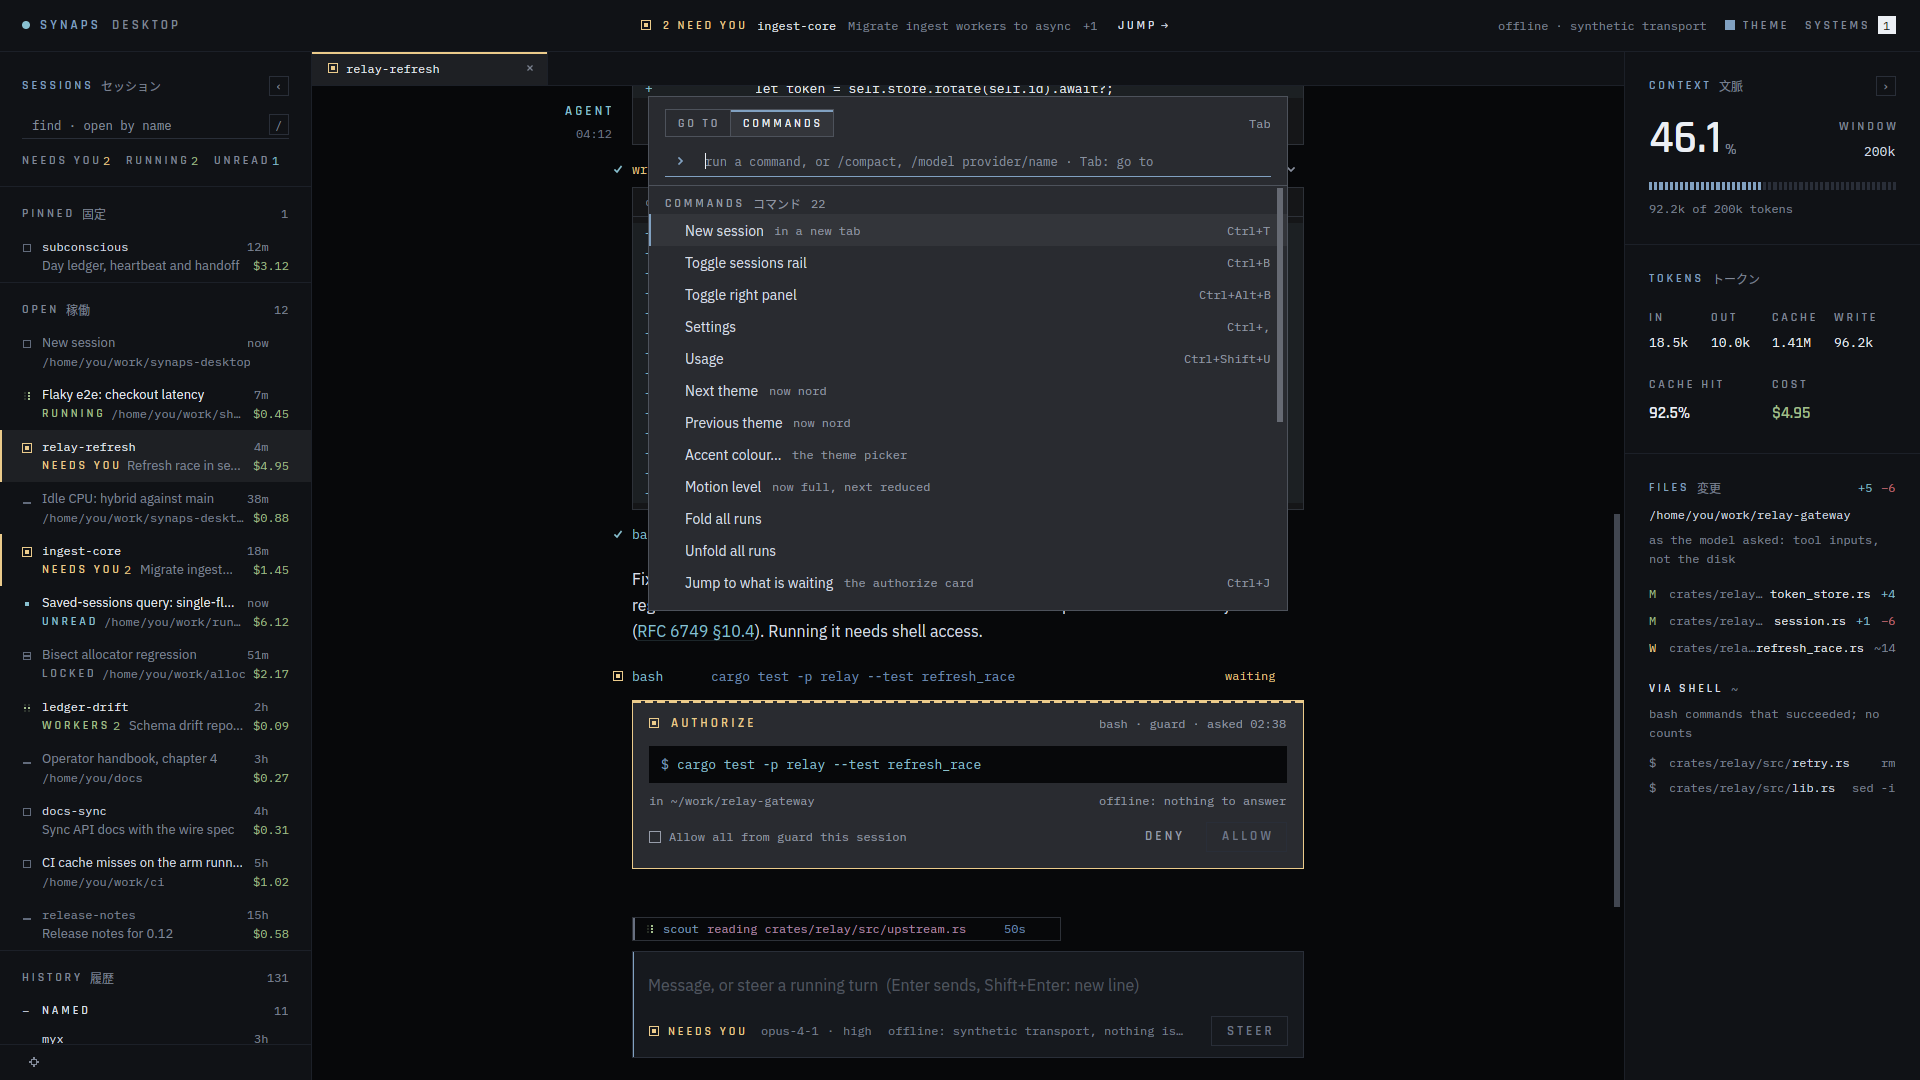 SYNAPS DESKTOP
2 NEED YOU ingest-core Migrate ingest workers to async +1 JUMP →
offline · synthetic transport THEME SYSTEMS 1
SESSIONS セッション ‹
find · open by name /
NEEDS YOU 2 RUNNING 2 UNREAD 1
PINNED 固定 1
subconscious 12m
Day ledger, heartbeat and handoff $3.12
OPEN 稼働 12
New session now
/home/you/work/synaps-desktop
Flaky e2e: checkout latency 7m
RUNNING /home/you/work/sh… $0.45
relay-refresh 4m
NEEDS YOU Refresh race in se… $4.95
Idle CPU: hybrid against main 38m
/home/you/work/synaps-deskt… $0.88
ingest-core 18m
NEEDS YOU 2 Migrate ingest… $1.45
Saved-sessions query: single-fl… now
UNREAD /home/you/work/run… $6.12
Bisect allocator regression 51m
LOCKED /home/you/work/alloc $2.17
ledger-drift 2h
WORKERS 2 Schema drift repo… $0.09
Operator handbook, chapter 4 3h
/home/you/docs $0.27
docs-sync 4h
Sync API docs with the wire spec $0.31
CI cache misses on the arm runn… 5h
/home/you/work/ci $1.02
release-notes 15h
Release notes for 0.12 $0.58
HISTORY 履歴 131
– NAMED 11
myx 3h
relay-refresh ×
+ let token = self.store.rotate(self.id).await?;
AGENT
04:12
wr
GO TO COMMANDS Tab
› run a command, or /compact, /model provider/name · Tab: go to
COMMANDS コマンド 22
New session in a new tab Ctrl+T
Toggle sessions rail Ctrl+B
Toggle right panel Ctrl+Alt+B
Settings Ctrl+,
Usage Ctrl+Shift+U
Next theme now nord
Previous theme now nord
Accent colour… the theme picker
Motion level now full, next reduced
Fold all runs
Unfold all runs
Jump to what is waiting the authorize card Ctrl+J
ba
Fix
reg
(RFC 6749 §10.4). Running it needs shell access.
bash cargo test -p relay --test refresh_race waiting
AUTHORIZE bash · guard · asked 02:38
$ cargo test -p relay --test refresh_race
in ~/work/relay-gateway offline: nothing to answer
Allow all from guard this session DENY ALLOW
scout reading crates/relay/src/upstream.rs 50s
Message, or steer a running turn (Enter sends, Shift+Enter: new line)
NEEDS YOU opus-4-1 · high offline: synthetic transport, nothing is… STEER
CONTEXT 文脈 ›
46.1% WINDOW
200k
92.2k of 200k tokens
TOKENS トークン
IN OUT CACHE WRITE
18.5k 10.0k 1.41M 96.2k
CACHE HIT COST
92.5% $4.95
FILES 変更 +5 −6
/home/you/work/relay-gateway
as the model asked: tool inputs,
not the disk
M crates/relay… token_store.rs +4
M crates/relay… session.rs +1 −6
W crates/rela…refresh_race.rs ~14
VIA SHELL ~
bash commands that succeeded; no
counts
$ crates/relay/src/retry.rs rm
$ crates/relay/src/lib.rs sed -i